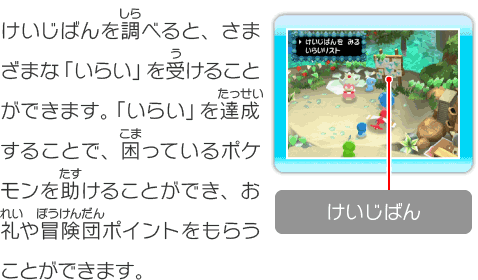 けいじばんを調べると、さま
ざまな「いらい」を受けること
ができます。「いらい」を達成
することで、困っているポケ
モンを助けることができ、お
礼や冒険団ポイントをもらう
ことができます。
しら
う
たっせい
こま
たす
れい ぼうけんだん
けいじばんを みる
いらいリスト
けいじばん